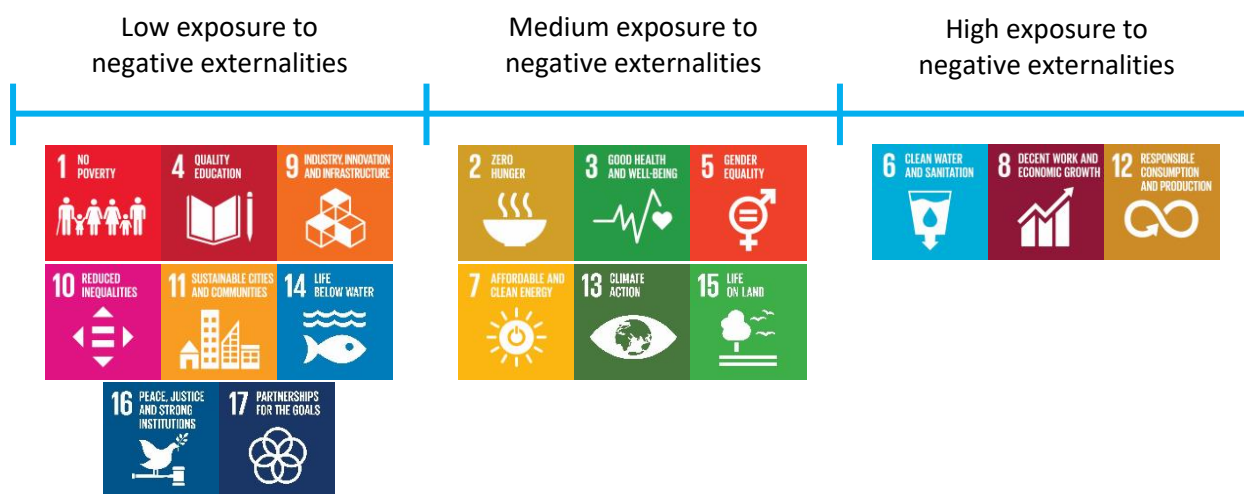 Low exposure to
negative externalities
Medium exposure to
negative externalities
High exposure to
negative externalities
1 NO
POVERTY
4 QUALITY
EDUCATION
9 INDUSTRY, INNOVATION
AND INFRASTRUCTURE
2 ZERO
HUNGER
3 GOOD HEALTH
AND WELL-BEING
5 GENDER
EQUALITY
6 CLEAN WATER
AND SANITATION
8 DECENT WORK AND
ECONOMIC GROWTH
12 RESPONSIBLE
CONSUMPTION
AND PRODUCTION
10 REDUCED
INEQUALITIES
11 SUSTAINABLE CITIES
AND COMMUNITIES
14 LIFE
BELOW WATER
7 AFFORDABLE AND
CLEAN ENERGY
13 CLIMATE
ACTION
15 LIFE
ON LAND
16 PEACE, JUSTICE
AND STRONG
INSTITUTIONS
17 PARTNERSHIPS
FOR THE GOALS